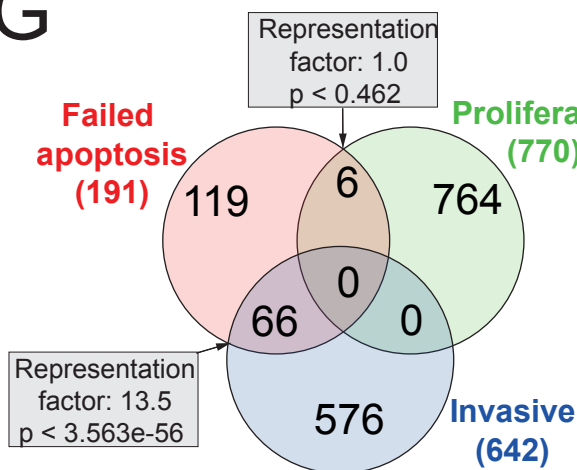 G
Representation
factor: 1.0
p < 0.462
Failed
apoptosis
(191)
Prolifera
(770)
119
6
764
0
66
0
Representation
factor: 13.5
p < 3.563e-56
576
Invasive
(642)